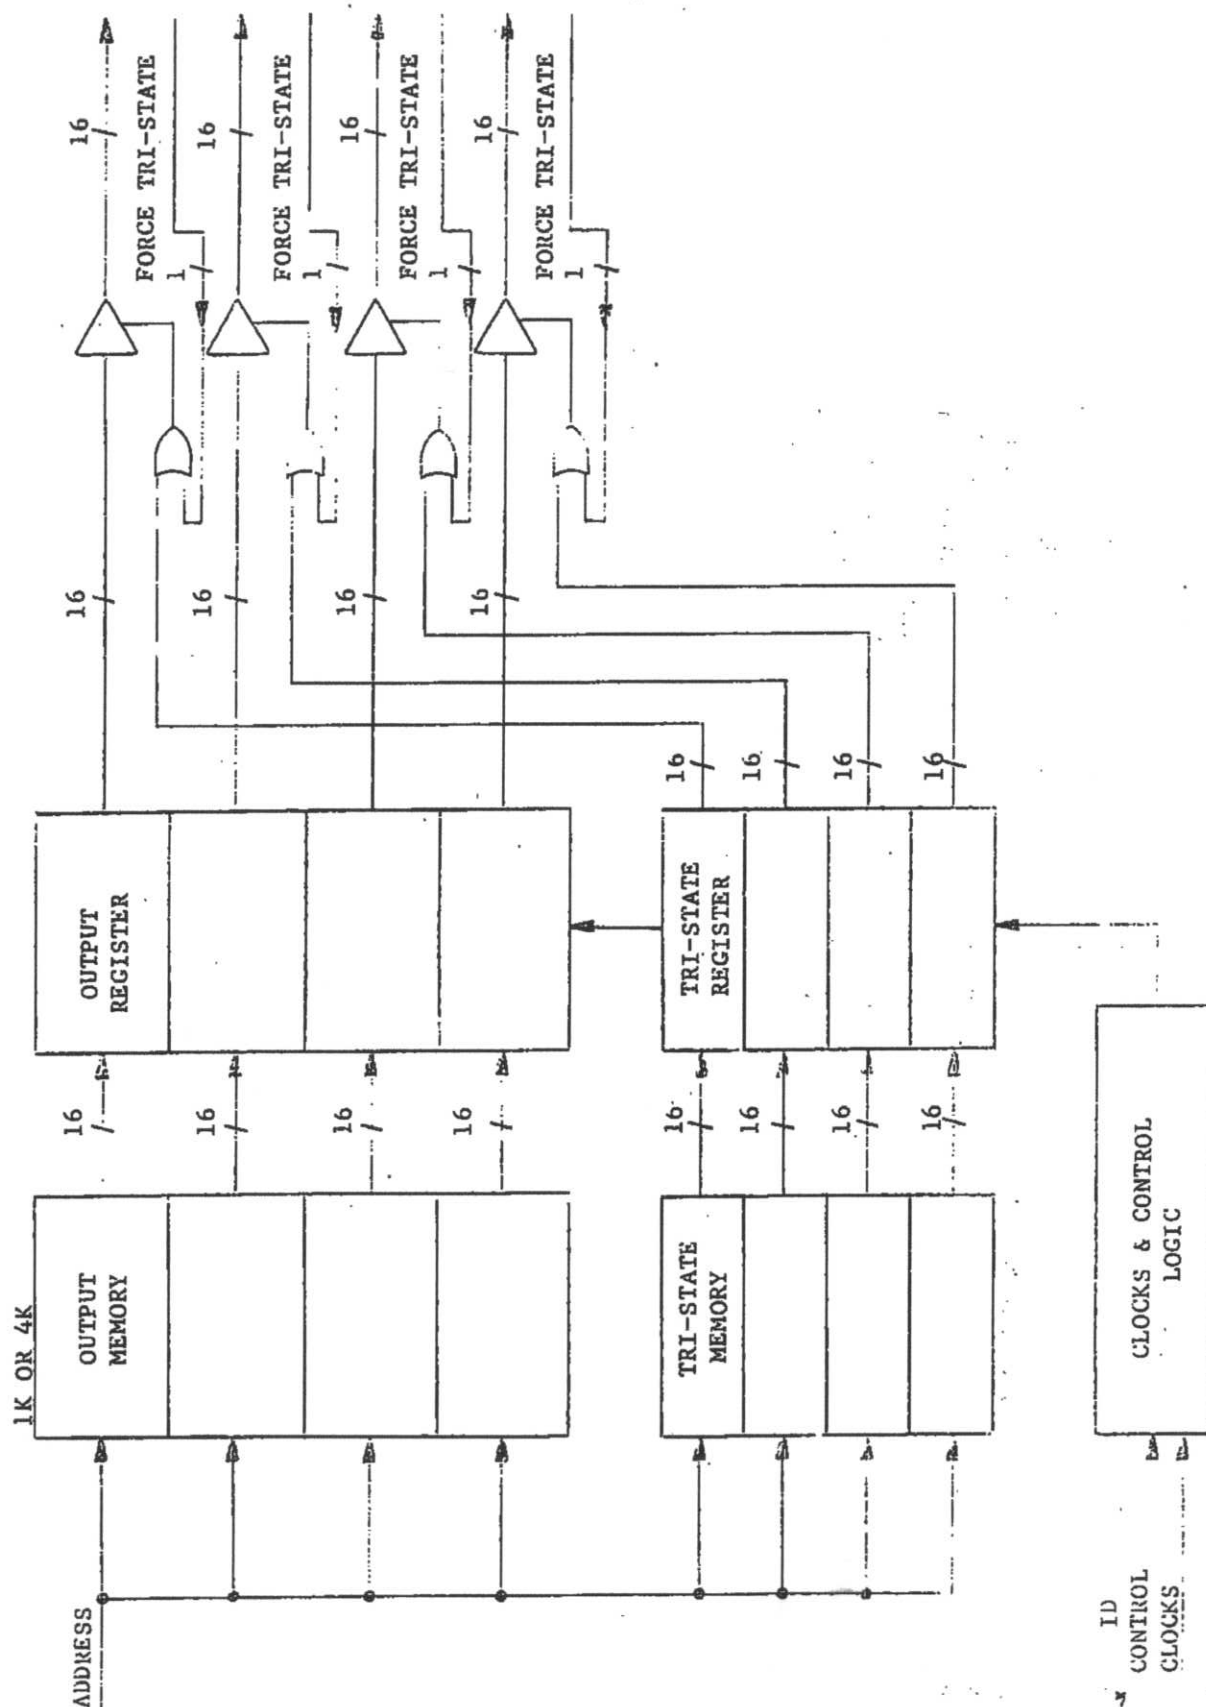 1K OR 4K
ADDRESS
OUTPUT
MEMORY
16
16
16
16
OUTPUT
REGISTER
16
16
16
16
16
FORCE TRI-STATE
1
16
FORCE TRI-STATE
1
16
FORCE TRI-STATE
1
16
FORCE TRI-STATE
1
TRI-STATE
MEMORY
16
16
16
16
TRI-STATE
REGISTER
16
16
16
16
ID
CONTROL
CLOCKS
CLOCKS & CONTROL
LOGIC